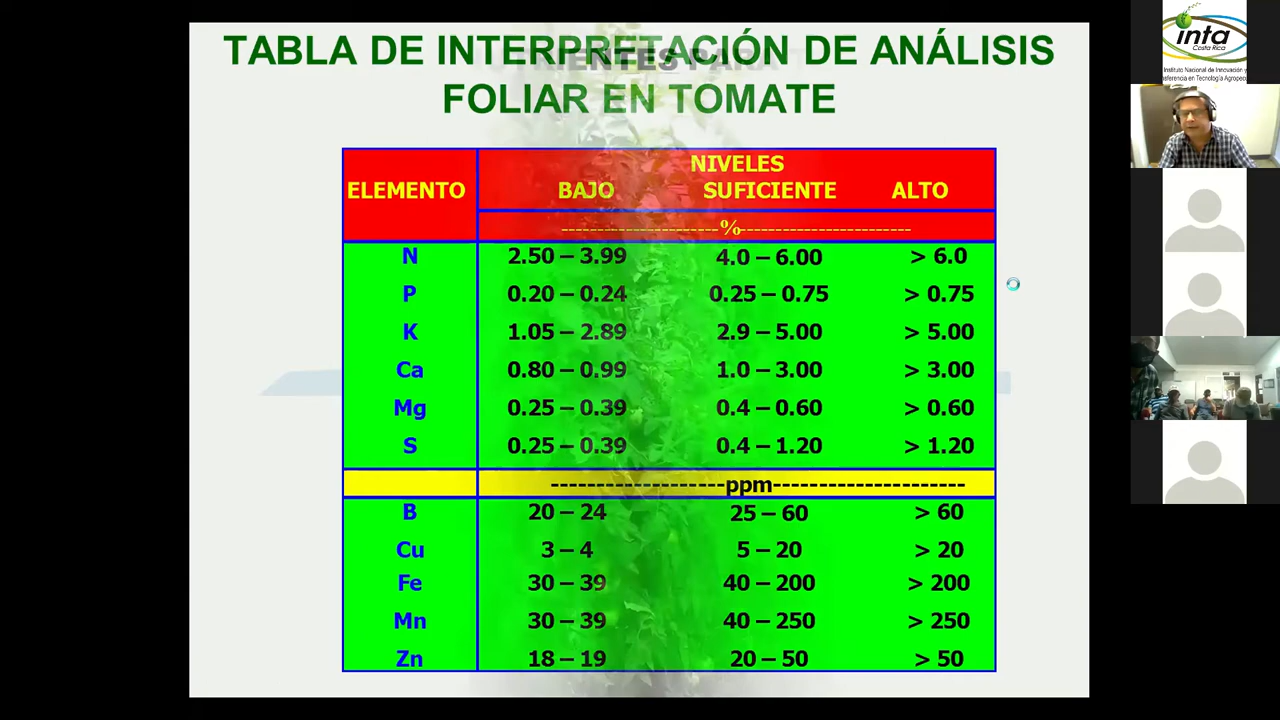 TABLA DE INTERPRETACIÓN DE ANÁLISIS
FOLIAR EN TOMATE
NIVELES
ELEMENTO BAJO SUFICIENTE ALTO
----------------------%------------------------
N 2.50 – 3.99 4.0 – 6.00 > 6.0
P 0.20 – 0.24 0.25 – 0.75 > 0.75
K 1.05 – 2.89 2.9 – 5.00 > 5.00
Ca 0.80 – 0.99 1.0 – 3.00 > 3.00
Mg 0.25 – 0.39 0.4 – 0.60 > 0.60
S 0.25 – 0.39 0.4 – 1.20 > 1.20
-------------------ppm---------------------
B 20 – 24 25 – 60 > 60
Cu 3 – 4 5 – 20 > 20
Fe 30 – 39 40 – 200 > 200
Mn 30 – 39 40 – 250 > 250
Zn 18 – 19 20 – 50 > 50
inta
Costa Rica
Instituto Nacional de Innovación y